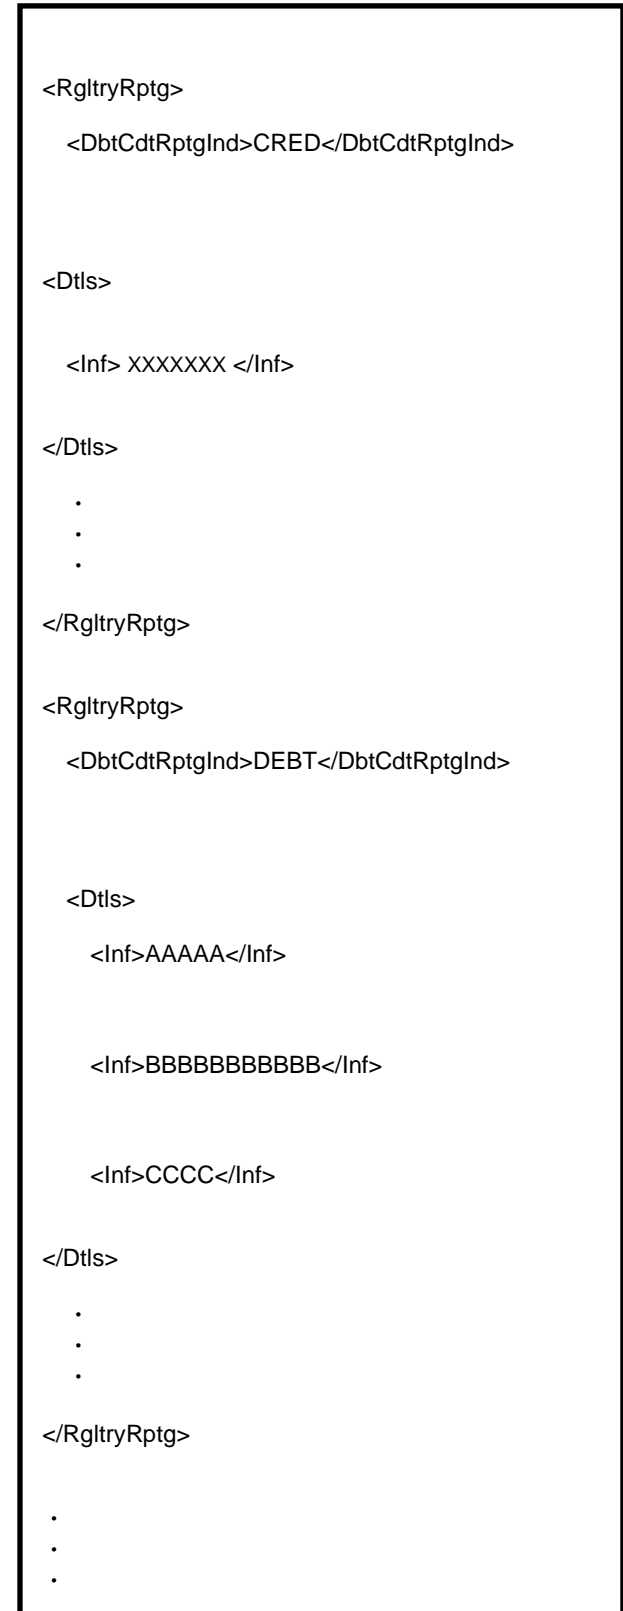 <RgltryRptg>
<DbtCdtRptgInd>CRED</DbtCdtRptgInd>
<Dtls>
<Inf> XXXXXXX </Inf>
</Dtls>
.
.
.
</RgltryRptg>
<RgltryRptg>
<DbtCdtRptgInd>DEBT</DbtCdtRptgInd>
<Dtls>
<Inf>AAAAA</Inf>
<Inf>BBBBBBBBBBB</Inf>
<Inf>CCCC</Inf>
</Dtls>
.
.
.
</RgltryRptg>
.
.
.